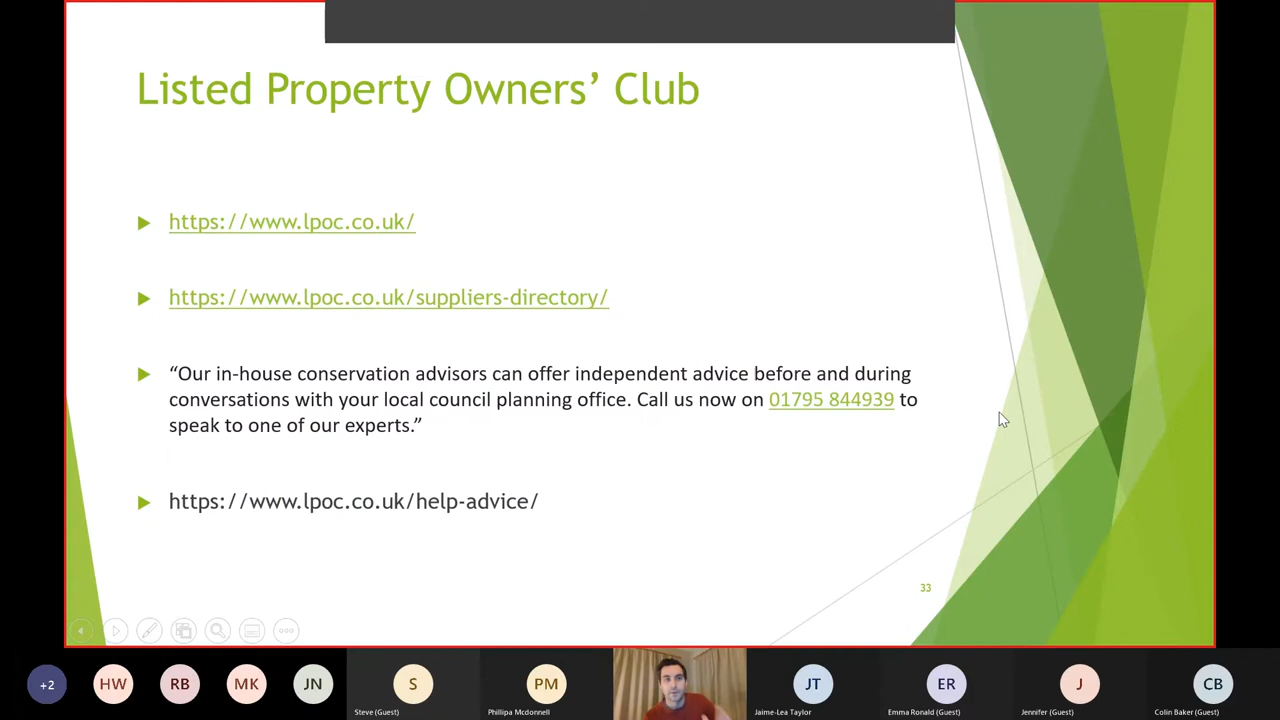 Listed Property Owners’ Club
https://www.lpoc.co.uk/
https://www.lpoc.co.uk/suppliers-directory/
“Our in-house conservation advisors can offer independent advice before and during
conversations with your local council planning office. Call us now on 01795 844939 to
speak to one of our experts.”
https://www.lpoc.co.uk/help-advice/
33
+2
HW
RB
MK
JN
S
Steve (Guest)
PM
Phillipa Mcdonnell
JT
Jaime-Lea Taylor
ER
Emma Ronald (Guest)
J
Jennifer (Guest)
CB
Colin Baker (Guest)